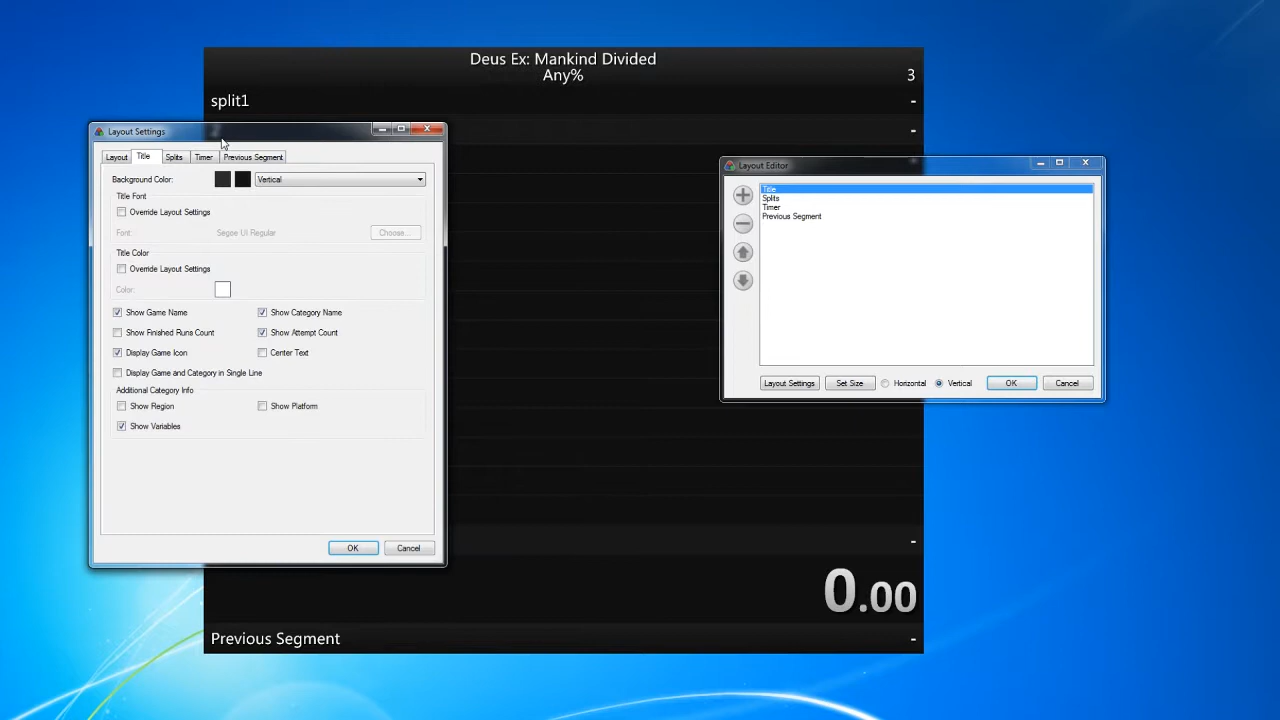 Deus Ex: Mankind Divided
Any%
3
split1
-
-
Layout Settings
Layout Title Splits Timer Previous Segment
Background Color: Vertical
Title Font
Override Layout Settings
Font: Segoe UI Regular Choose...
Title Color
Override Layout Settings
Color:
Show Game Name Show Category Name
Show Finished Runs Count Show Attempt Count
Display Game Icon Center Text
Display Game and Category in Single Line
Additional Category Info
Show Region Show Platform
Show Variables
OK Cancel
Layout Editor
Title
Splits
Timer
Previous Segment
Layout Settings Set Size Horizontal Vertical OK Cancel
-
0.00
Previous Segment -